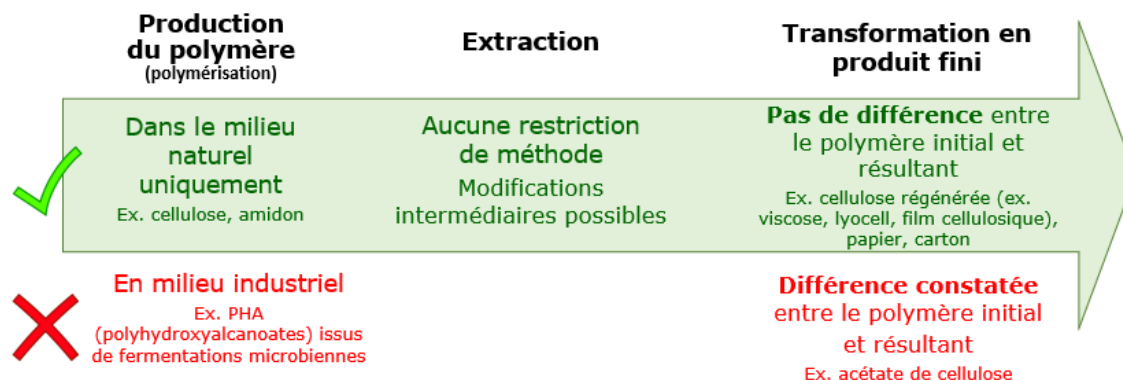 Production
du polymère
(polymérisation)
Extraction
Transformation en
produit fini
Dans le milieu
naturel
uniquement
Ex. cellulose, amidon
Aucune restriction
de méthode
Modifications
intermédiaires possibles
Pas de différence entre
le polymère initial et
résultant
Ex. cellulose régénérée (ex.
viscose, lyocell, film cellulosique),
papier, carton
En milieu industriel
Ex. PHA
(polyhydroxyalcanoates) issus
de fermentations microbiennes
Différence constatée
entre le polymère initial
et résultant
Ex. acétate de cellulose